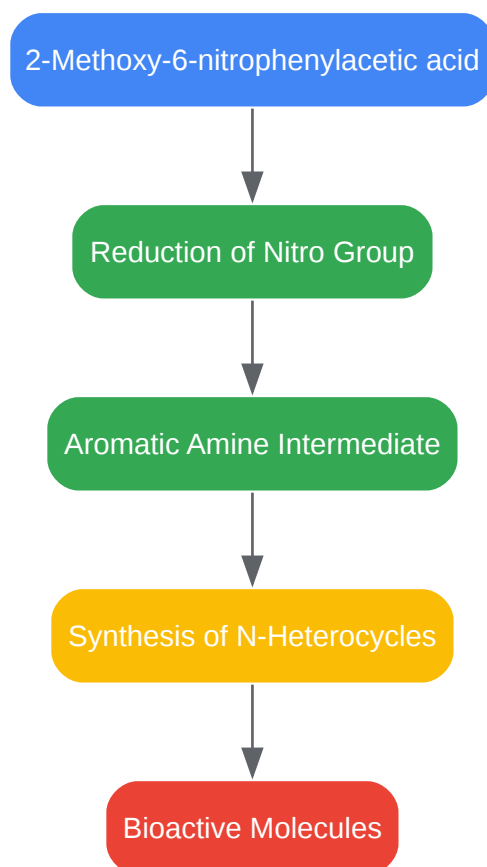 2-Methoxy-6-nitrophenylacetic acid
Reduction of Nitro Group
Aromatic Amine Intermediate
Synthesis of N-Heterocycles
Bioactive Molecules